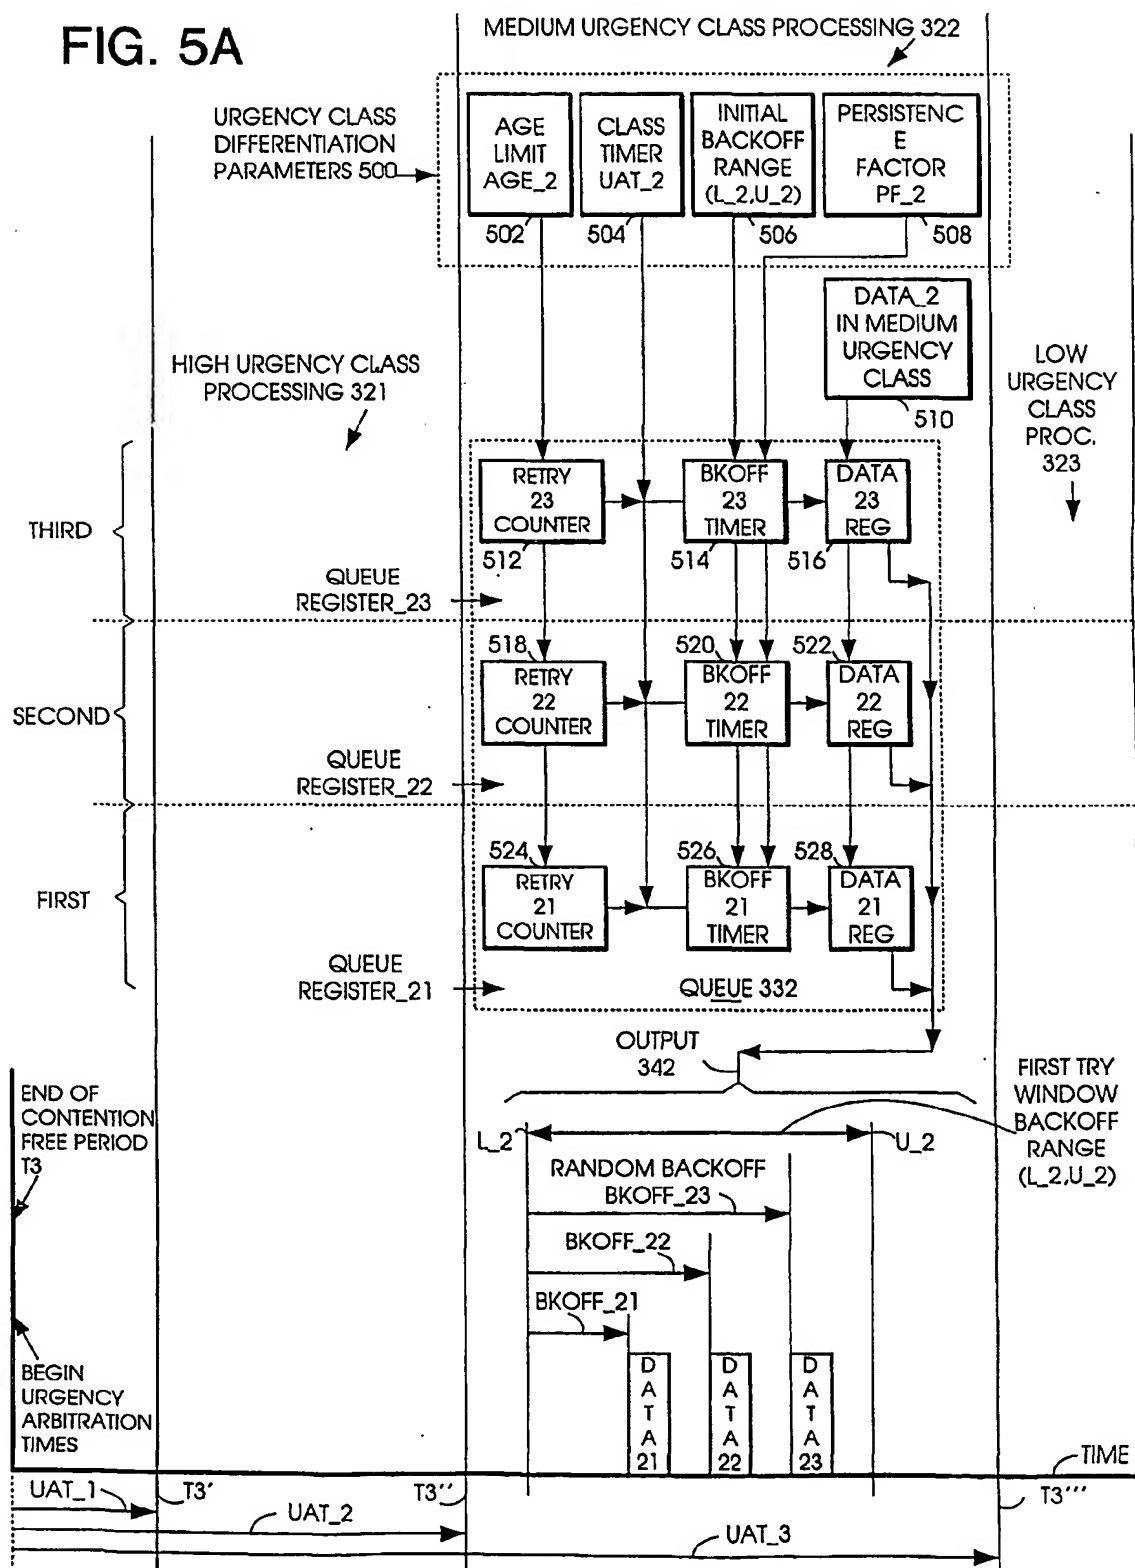 FIG. 5A
MEDIUM URGENCY CLASS PROCESSING 322
URGENCY CLASS
DIFFERENTIATION
PARAMETERS 500
AGE
LIMIT
AGE_2
502
CLASS
TIMER
UAT_2
504
INITIAL
BACKOFF
RANGE
(L_2,U_2)
506
PERSISTENC
E
FACTOR
PF_2
508
DATA_2
IN MEDIUM
URGENCY
CLASS
510
HIGH URGENCY CLASS
PROCESSING 321
LOW
URGENCY
CLASS
PROC.
323
THIRD
RETRY
23
COUNTER
512
BKOFF
23
TIMER
514
DATA
23
REG
516
QUEUE
REGISTER_23
SECOND
518
RETRY
22
COUNTER
520
BKOFF
22
TIMER
522
DATA
22
REG
QUEUE
REGISTER_22
FIRST
524
RETRY
21
COUNTER
526
BKOFF
21
TIMER
528
DATA
21
REG
QUEUE
REGISTER_21
QUEUE 332
OUTPUT
342
END OF
CONTENTION
FREE PERIOD
T3
FIRST TRY
WINDOW
BACKOFF
RANGE
(L_2,U_2)
L_2
U_2
RANDOM BACKOFF
BKOFF_23
BKOFF_22
BKOFF_21
BEGIN
URGENCY
ARBITRATION
TIMES
DATA21
DATA22
DATA23
TIME
UAT_1
T3'
UAT_2
T3''
UAT_3
T3'''